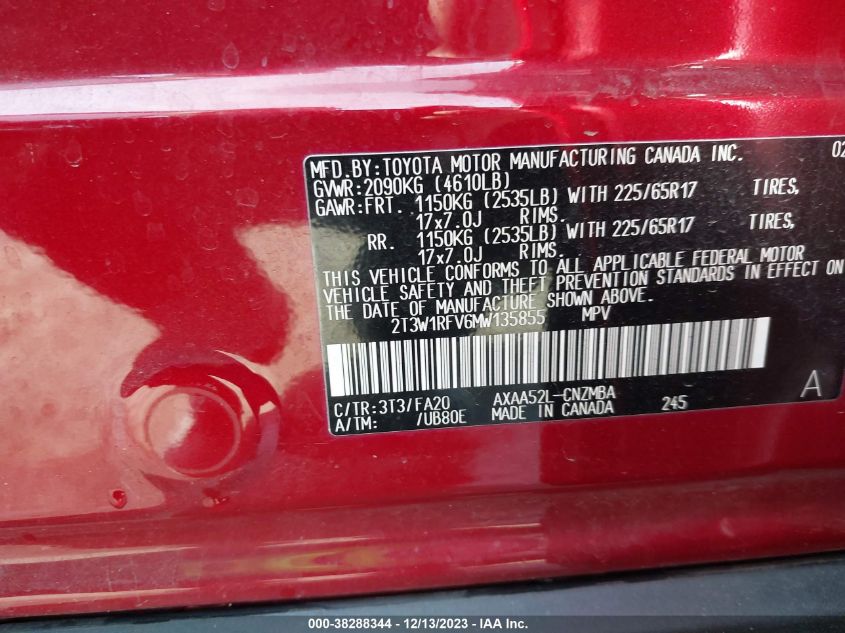 MFD.BY:TOYOTA MOTOR MANUFACTURING CANADA INC. 02
GVWR:2090KG (4610LB)
GAWR:FRT. 1150KG (2535LB) WITH 225/65R17 TIRES,
17x7.0J RIMS.
RR. 1150KG (2535LB) WITH 225/65R17 TIRES,
17x7.0J RIMS.
THIS VEHICLE CONFORMS TO ALL APPLICABLE FEDERAL MOTOR
VEHICLE SAFETY AND THEFT PREVENTION STANDARDS IN EFFECT ON
THE DATE OF MANUFACTURE SHOWN ABOVE.
2T3W1RFV6MW135855 MPV
C/TR:3T3/FA20 AXAA52L-CNZMBA 245 A
A/TM: /UB80E MADE IN CANADA
000-38288344 - 12/13/2023 - IAA Inc.